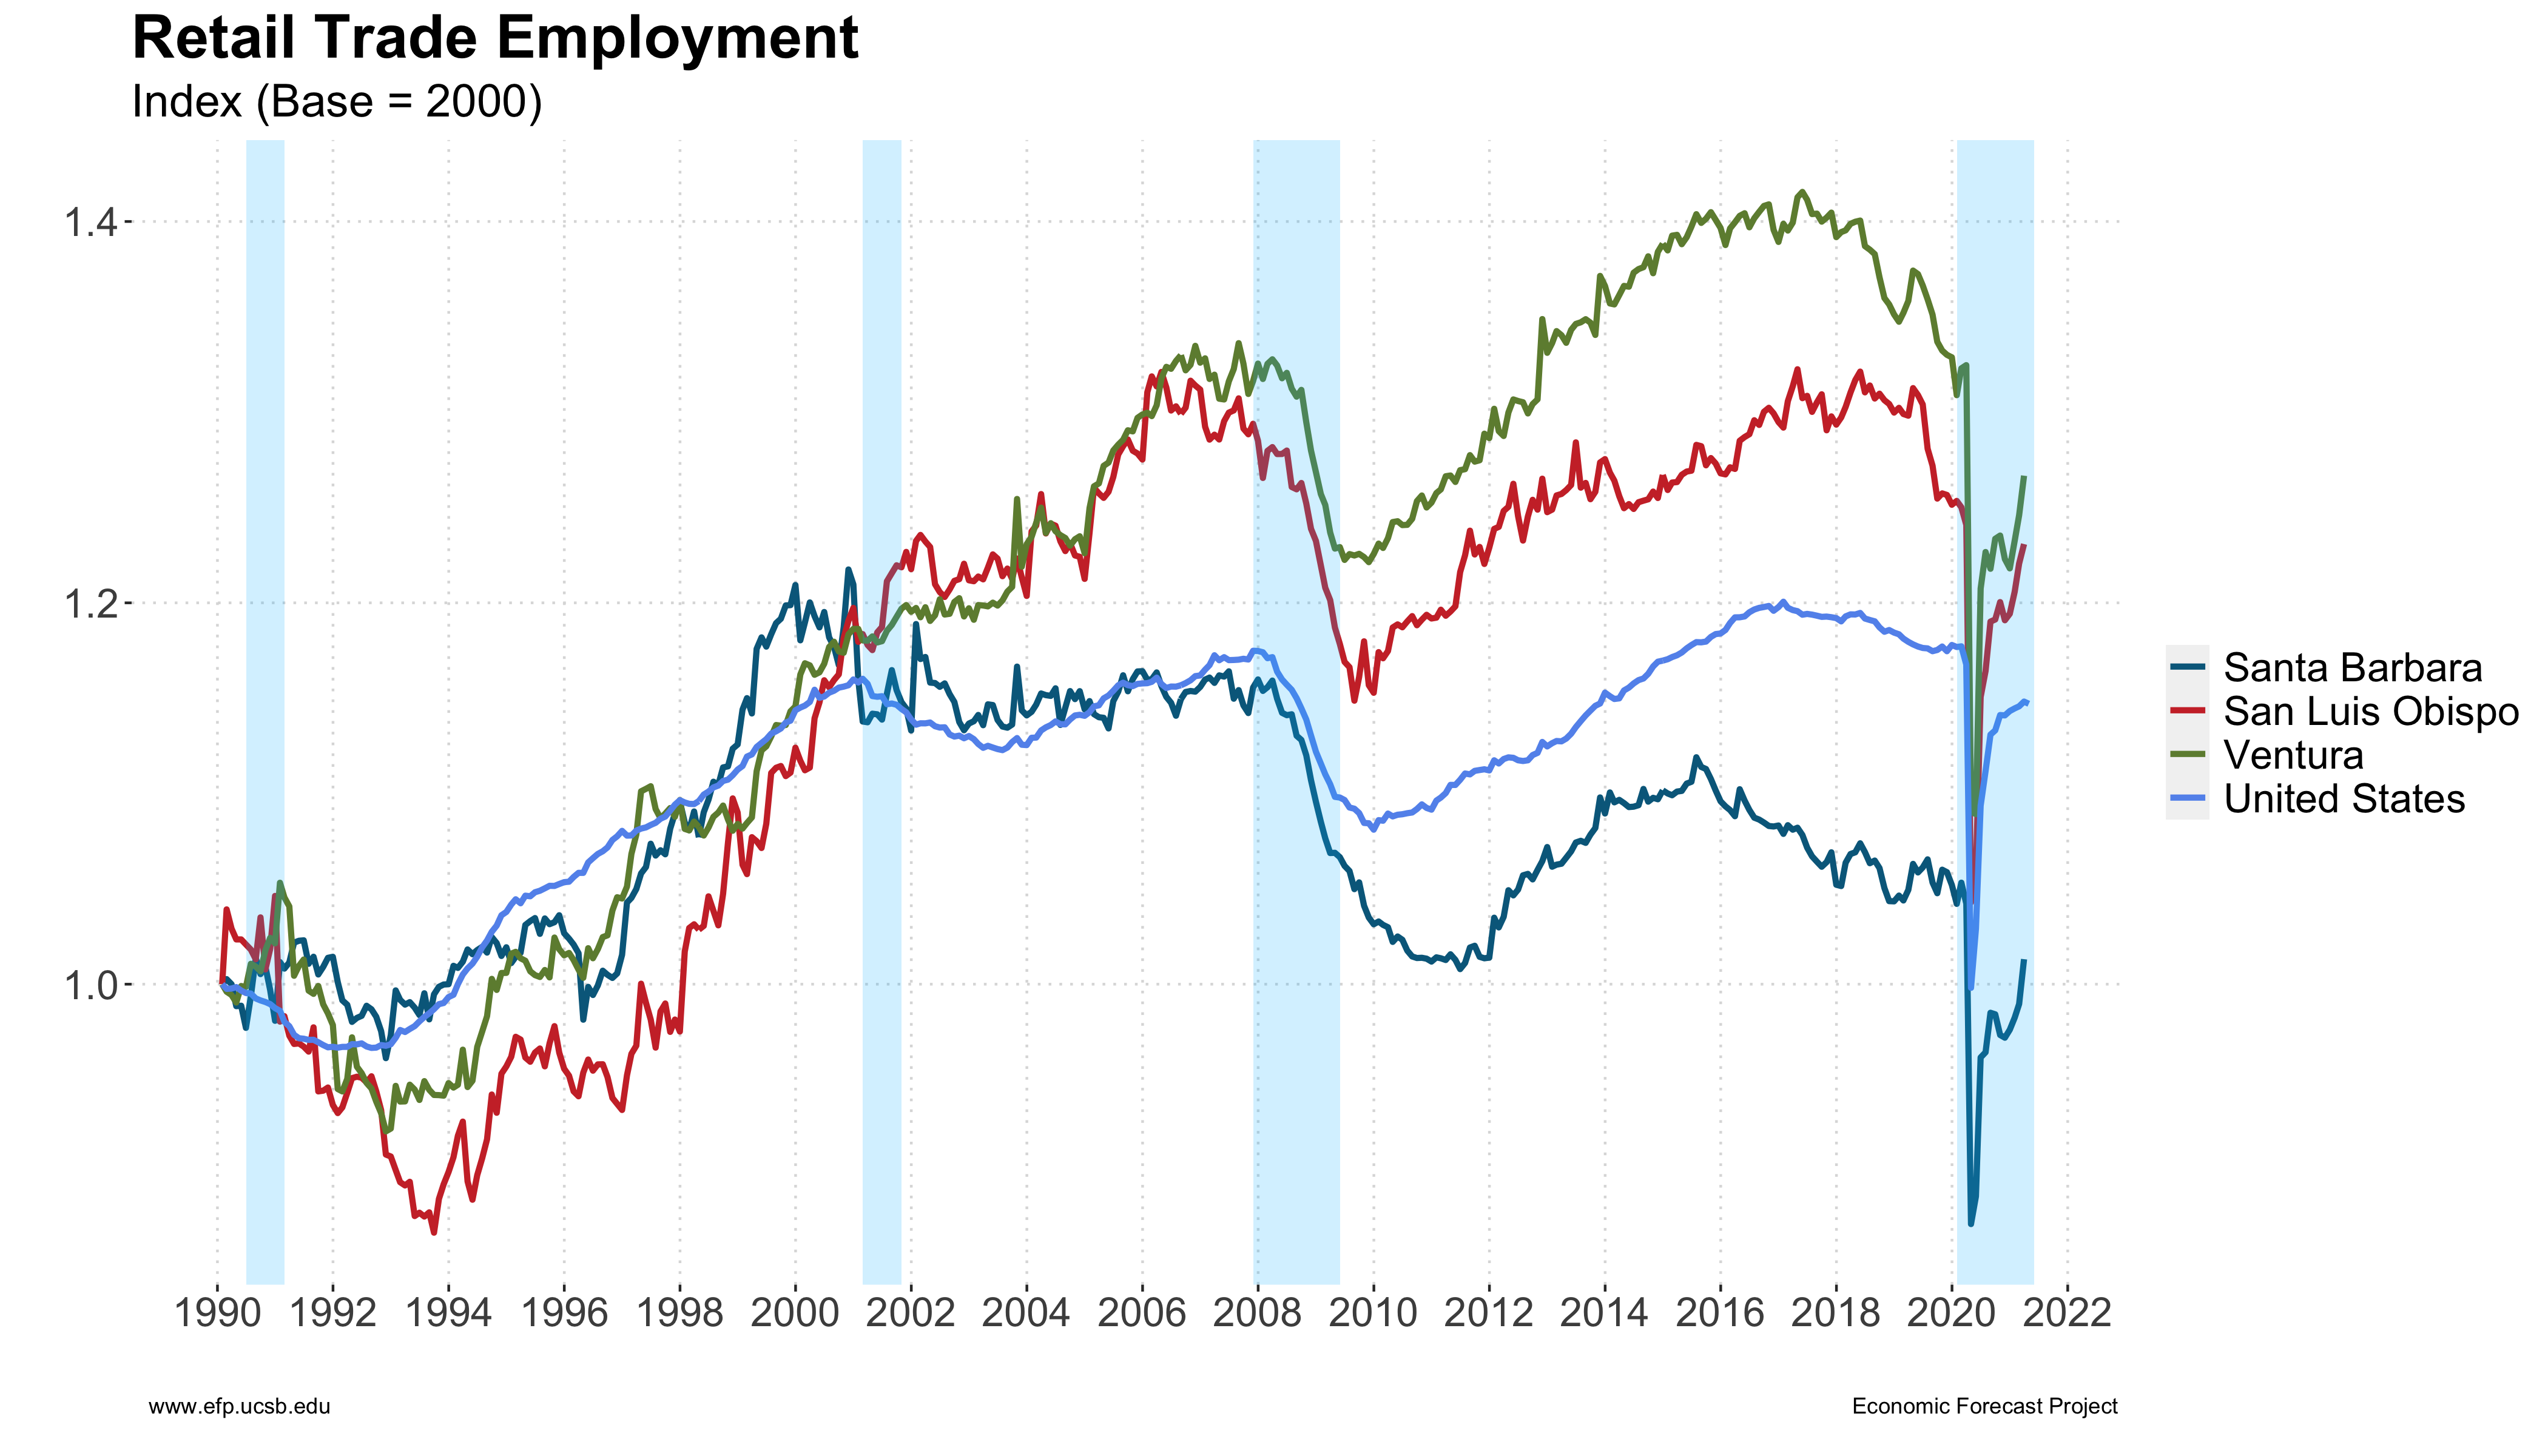 Retail Trade Employment
Index (Base = 2000)
1.4
1.2
1.0
1990 1992 1994 1996 1998 2000 2002 2004 2006 2008 2010 2012 2014 2016 2018 2020 2022
Santa Barbara
San Luis Obispo
Ventura
United States
www.efp.ucsb.edu
Economic Forecast Project